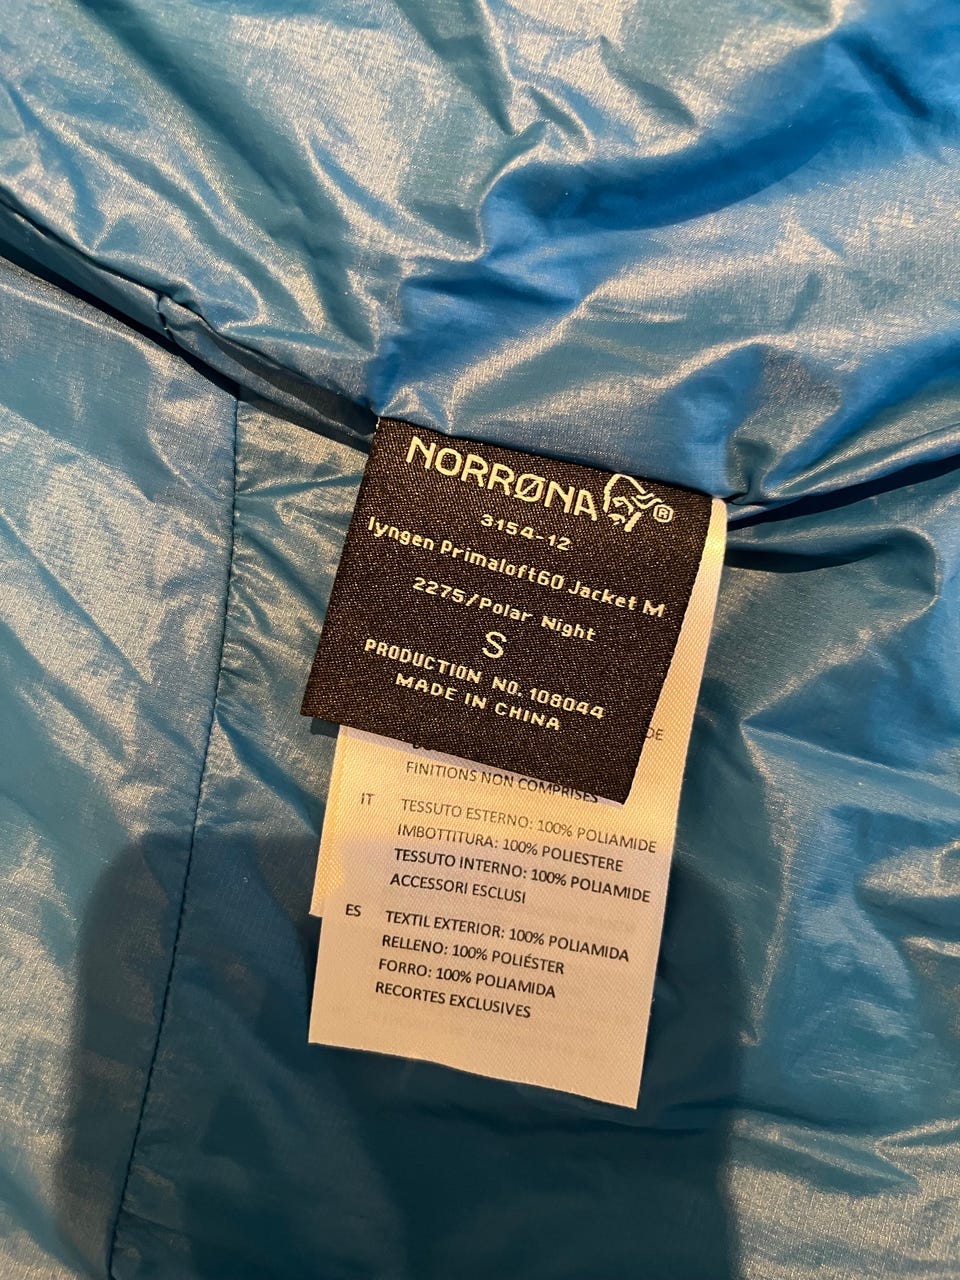 NORRØNA ®
3154-12
lyngen Primaloft60 Jacket M
2275/Polar Night
S
PRODUCTION NO. 108044
MADE IN CHINA
DE
FINITIONS NON COMPRISES
IT TESSUTO ESTERNO: 100% POLIAMIDE
IMBOTTITURA: 100% POLIESTERE
TESSUTO INTERNO: 100% POLIAMIDE
ACCESSORI ESCLUSI
ES TEXTIL EXTERIOR: 100% POLIAMIDA
RELLENO: 100% POLIÉSTER
FORRO: 100% POLIAMIDA
RECORTES EXCLUSIVES